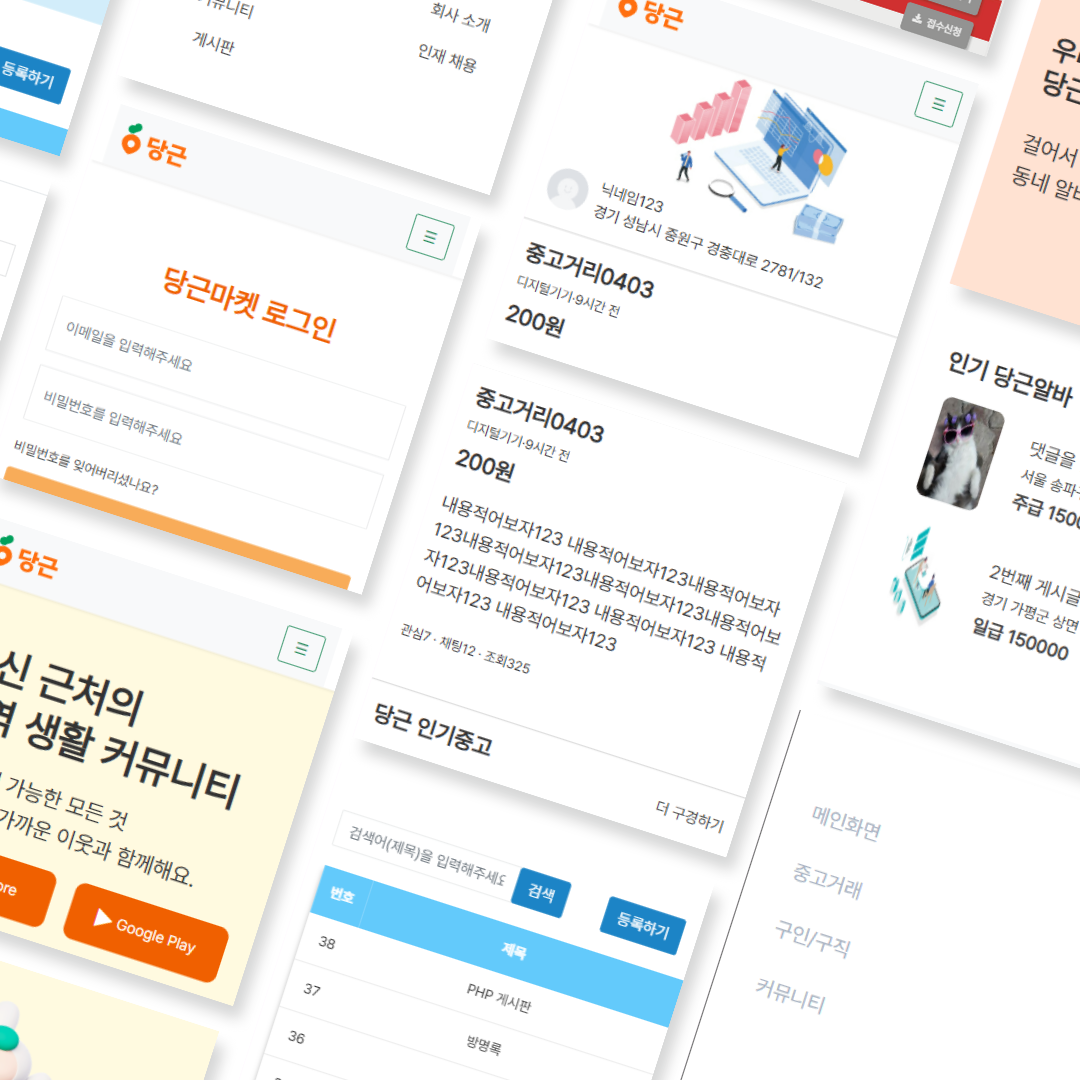 등록하기
커뮤니티
게시판
회사 소개
인재 채용
당근
당근마켓 로그인
이메일을 입력해주세요
비밀번호를 입력해주세요
비밀번호를 잊어버리셨나요?
당근
신 근처의
역 생활 커뮤니티
가능한 모든 것
가까운 이웃과 함께해요.
ore
Google Play
당근
닉네임123
경기 성남시 중원구 경충대로 2781/132
중고거리0403
디지털기기·9시간 전
200원
중고거리0403
디지털기기·9시간 전
200원
내용적어보자123 내용적어보자123내용적어보자
123내용적어보자123내용적어보자123내용적어보
자123내용적어보자123 내용적어보자123 내용적
어보자123 내용적어보자123
관심7 · 채팅12 · 조회325
당근 인기중고
더 구경하기
검색어(제목)을 입력해주세요
검색
등록하기
번호
제목
38
37
PHP 게시판
36
방명록
접수신청
당근
걸어서
동네 알바
인기 당근알바
댓글을
서울 송파구
주급 1500
2번째 게시글
경기 가평군 상면
일급 150000
메인화면
중고거래
구인/구직
커뮤니티